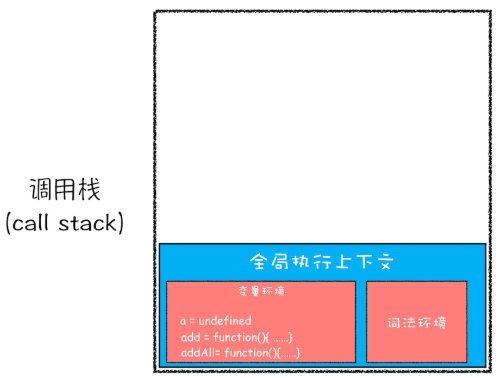 调用栈
(call stack)
全局执行上下文
变量环境
a = undefined
add = function(){ ......}
addAll= function(){......}
词法环境